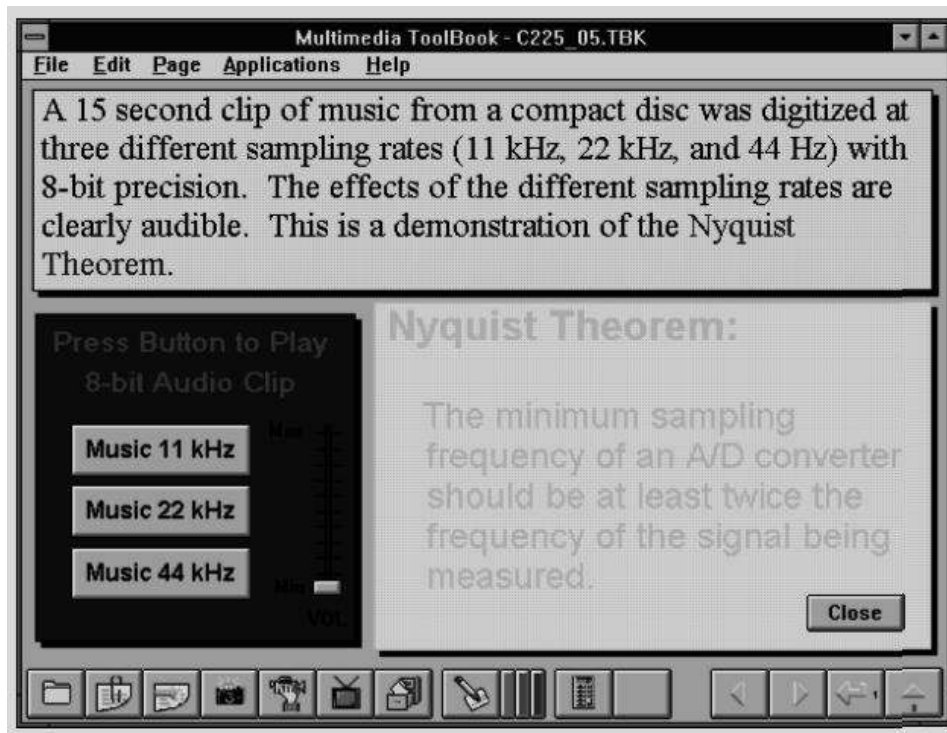 Multimedia ToolBook - C225_05.TBK
File Edit Page Applications Help
A 15 second clip of music from a compact disc was digitized at
three different sampling rates (11 kHz, 22 kHz, and 44 Hz) with
8-bit precision. The effects of the different sampling rates are
clearly audible. This is a demonstration of the Nyquist
Theorem.
Press Button to Play
8-bit Audio Clip
Max
Music 11 kHz
Music 22 kHz
Music 44 kHz
Min
Vol.
Nyquist Theorem:
The minimum sampling
frequency of an A/D converter
should be at least twice the
frequency of the signal being
measured.
Close
1